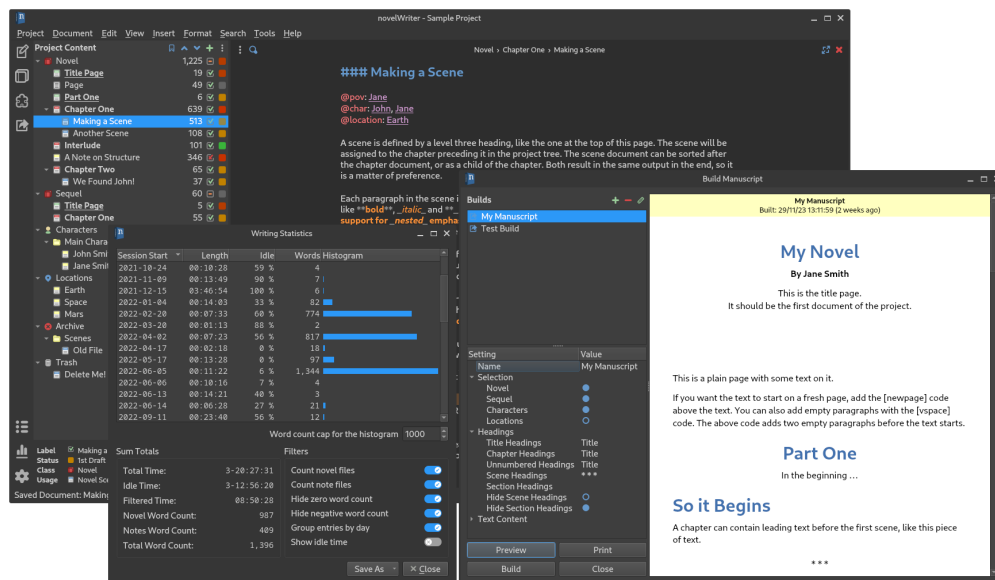 novelWriter - Sample Project
Project Document Edit View Insert Format Search Tools Help
Project Content
Novel 1,225
Title Page 19
Page 49
Part One 6
Chapter One 639
Making a Scene 513
Another Scene 108
Interlude 101
A Note on Structure 346
Chapter Two 65
We Found John! 37
Sequel 60
Title Page 5
Chapter One 55
Characters
Main Chara
John Smi
Jane Smit
Locations
Earth
Space
Mars
Archive
Scenes
Old File
Trash
Delete Me!
Label Making a
Status 1st Draft
Class Novel
Usage Novel Sce
Saved Document: Making
Novel › Chapter One › Making a Scene
### Making a Scene
@pov: Jane
@char: John, Jane
@location: Earth
A scene is defined by a level three heading, like the one at the top of this page. The scene will be
assigned to the chapter preceding it in the project tree. The scene document can be sorted after
the chapter document, or as a child of the chapter. Both result in the same output in the end, so it
is a matter of preference.
Each paragraph in the scene i
like **bold**, _italic_ and **_
support for _nested_ empha
Writing Statistics
Session Start Length Idle Words Histogram
2021-10-24 00:10:28 59 % 4
2021-11-09 00:13:49 90 % 7
2021-12-15 03:46:54 100 % 6
2022-01-04 00:14:03 33 % 82
2022-02-20 00:07:33 60 % 774
2022-03-20 00:01:13 88 % 2
2022-04-02 00:07:23 56 % 817
2022-04-17 00:02:18 0 % 18
2022-05-17 00:13:28 0 % 97
2022-06-05 00:11:22 6 % 1,344
2022-06-06 00:10:16 7 % 4
2022-06-13 00:14:21 40 % 3
2022-06-14 00:06:28 27 % 21
2022-09-11 00:23:40 56 % 12
Word count cap for the histogram 1000
Sum Totals
Total Time: 3-20:27:31
Idle Time: 3-12:56:20
Filtered Time: 08:50:28
Novel Word Count: 987
Notes Word Count: 409
Total Word Count: 1,396
Filters
Count novel files
Count note files
Hide zero word count
Hide negative word count
Group entries by day
Show idle time
Save As Close
Build Manuscript
Builds
My Manuscript
Test Build
Setting Value
Name My Manuscript
Selection
Novel
Sequel
Characters
Locations
Headings
Title Headings Title
Chapter Headings Title
Unnumbered Headings Title
Scene Headings * * *
Section Headings
Hide Scene Headings
Hide Section Headings
Text Content
Preview Print
Build Close
My Manuscript
Built: 29/11/23 13:11:59 (2 weeks ago)
My Novel
By Jane Smith
This is the title page.
It should be the first document of the project.
This is a plain page with some text on it.
If you want the text to start on a fresh page, add the [newpage] code
above the text. You can also add empty paragraphs with the [vspace]
code. The above code adds two empty paragraphs before the text starts.
Part One
In the beginning …
So it Begins
A chapter can contain leading text before the first scene, like this piece
of text.
* * *